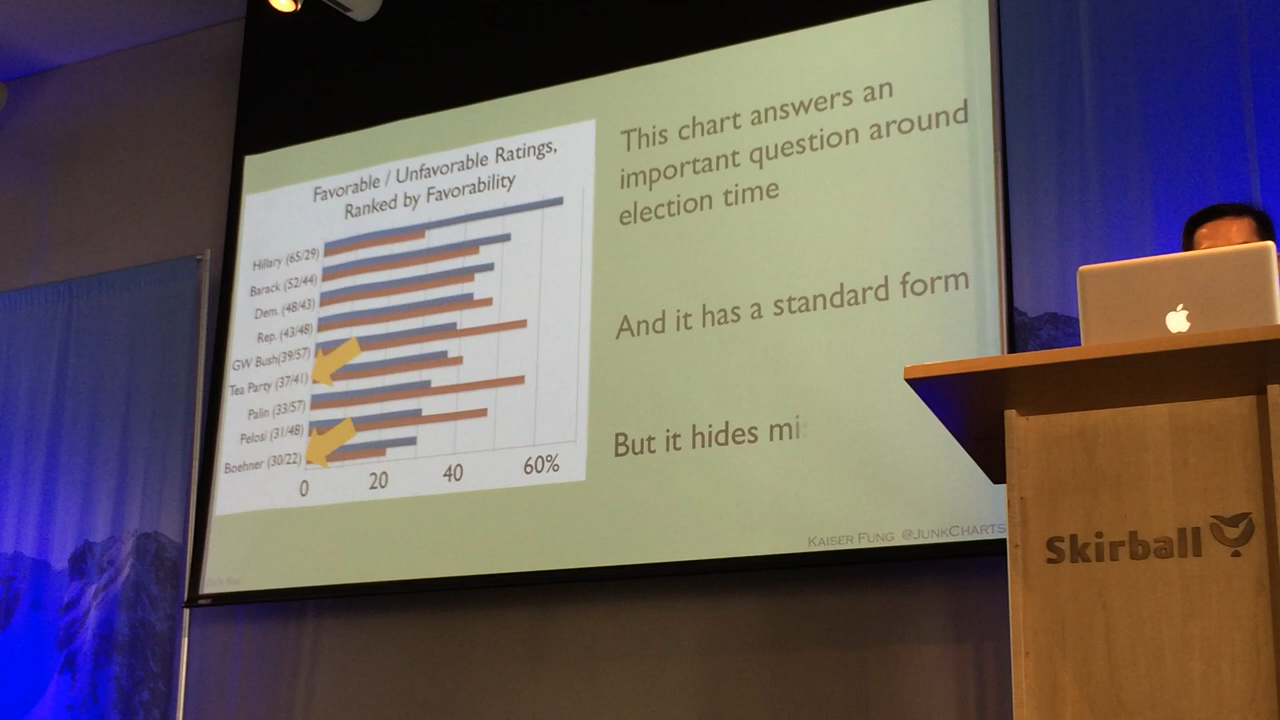 Favorable / Unfavorable Ratings,
Ranked by Favorability
Hillary (65/29)
Barack (52/44)
Dem. (48/43)
Rep. (43/48)
GW Bush(39/57)
Tea Party (37/41)
Palin (33/57)
Pelosi (31/48)
Boehner (30/22)
0 20 40 60%
This chart answers an
important question around
election time
And it has a standard form
But it hides mi
KAISER FUNG @JUNKCHARTS
Skirball